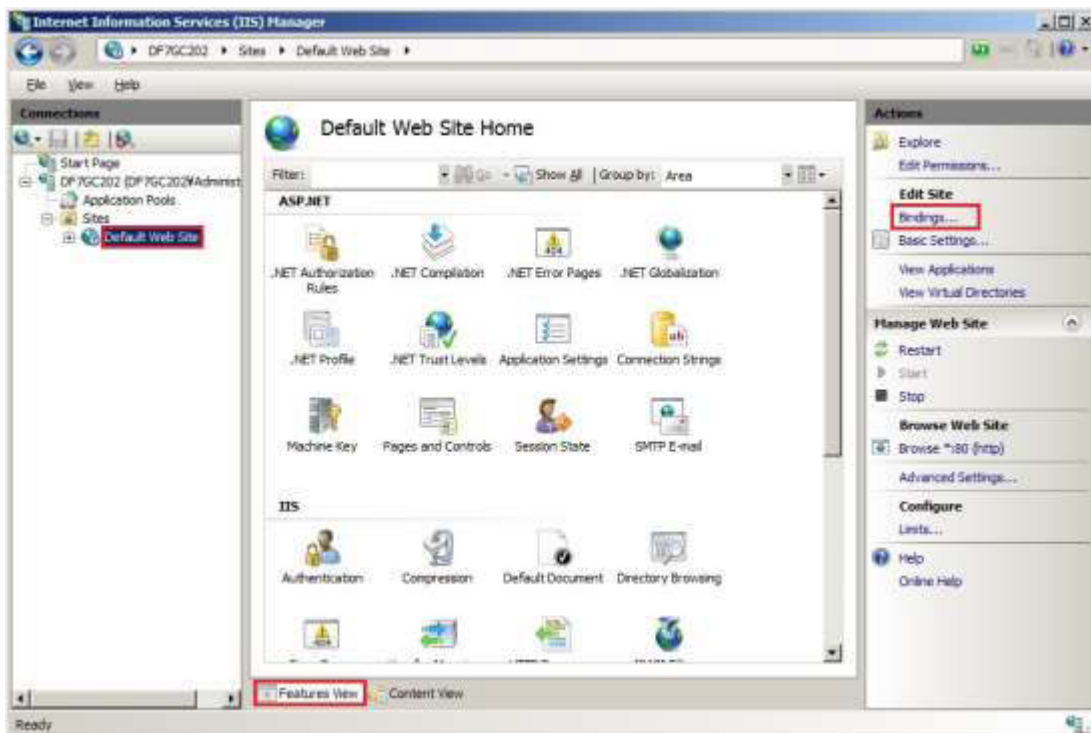 Internet Information Services (IIS) Manager
DF7GC202 Sites Default Web Site
File View Help
Connections
Start Page
DF7GC202 (DF7GC202¥Administ
Application Pools
Sites
Default Web Site
Default Web Site Home
Filter: Go Show All Group by: Area
ASP.NET
.NET Authorization Rules
.NET Compilation
.NET Error Pages
.NET Globalization
.NET Profile
.NET Trust Levels
Application Settings
Connection Strings
Machine Key
Pages and Controls
Session State
SMTP E-mail
IIS
Authentication
Compression
Default Document
Directory Browsing
Features View
Content View
Actions
Explore
Edit Permissions...
Edit Site
Bindings...
Basic Settings...
View Applications
View Virtual Directories
Manage Web Site
Restart
Start
Stop
Browse Web Site
Browse *:80 (http)
Advanced Settings...
Configure
Limits...
Help
Online Help
Ready